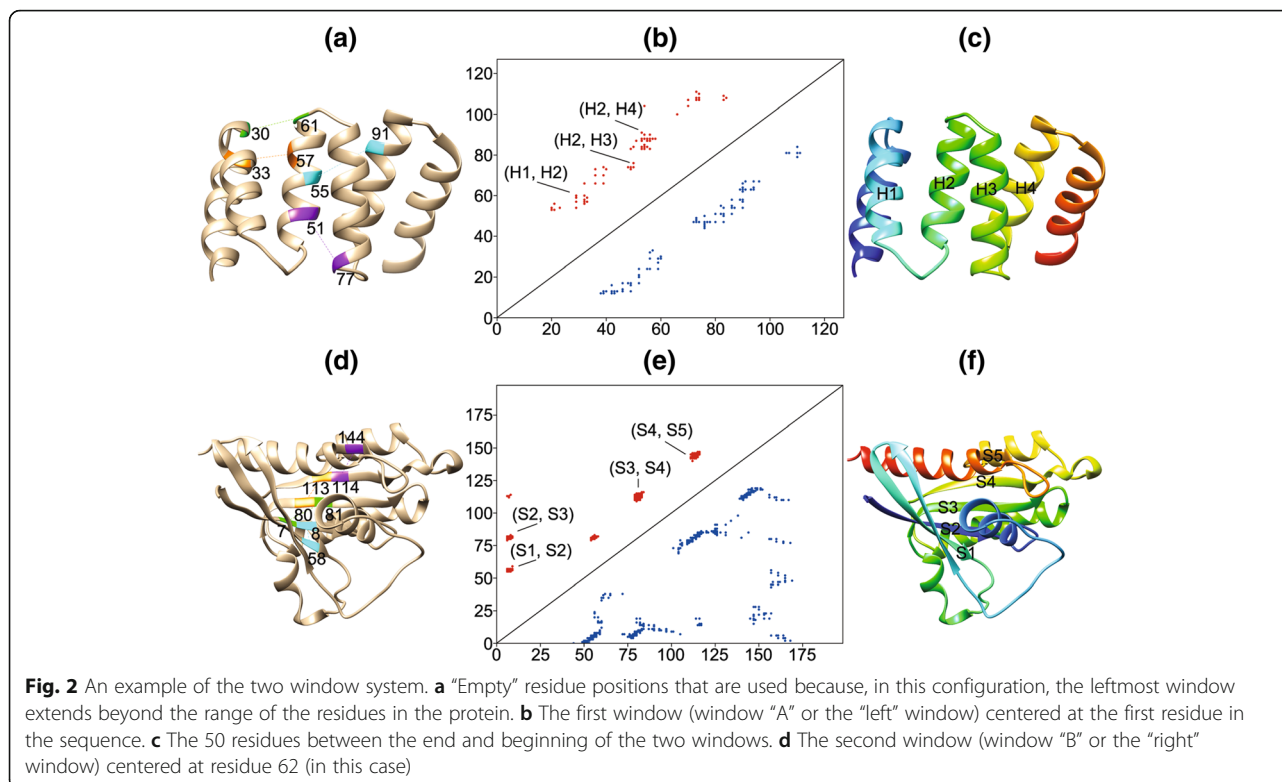 (a)
(b)
(c)
30
61
91
33
57
55
51
77
120
100
80
60
40
20
0
(H2, H4)
(H2, H3)
(H1, H2)
0 20 40 60 80 100 120
H1
H2
H3
H4
(d)
(e)
(f)
144
113 114
80 81
7 8
58
175
150
125
100
75
50
25
0
(S4, S5)
(S3, S4)
(S2, S3)
(S1, S2)
0 25 50 75 100 125 150 175
S5
S4
S3
S2
S1
Fig. 2 An example of the two window system. a “Empty” residue positions that are used because, in this configuration, the leftmost window
extends beyond the range of the residues in the protein. b The first window (window “A” or the “left” window) centered at the first residue in
the sequence. c The 50 residues between the end and beginning of the two windows. d The second window (window “B” or the “right”
window) centered at residue 62 (in this case)